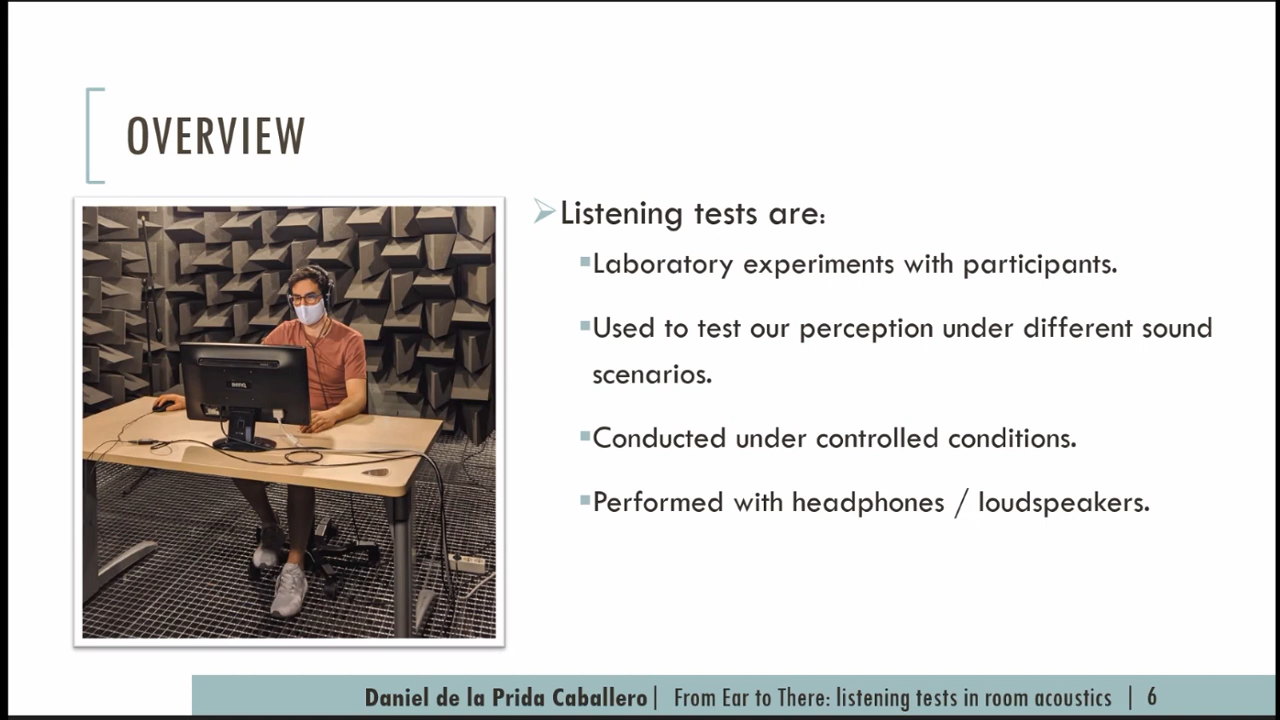 OVERVIEW
Listening tests are:
Laboratory experiments with participants.
Used to test our perception under different sound
scenarios.
Conducted under controlled conditions.
Performed with headphones / loudspeakers.
BenQ
Daniel de la Prida Caballero| From Ear to There: listening tests in room acoustics | 6